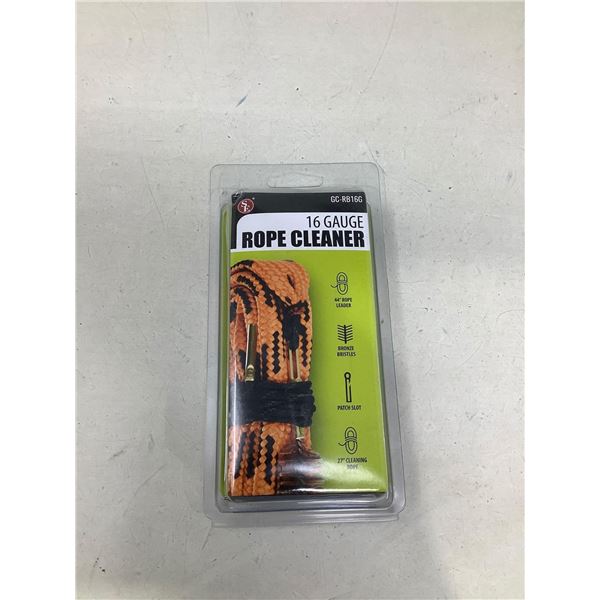 SE
GC-RB16G
16 GAUGE
ROPE CLEANER
44" ROPE
LEADER
BRONZE
BRISTLES
PATCH SLOT
27" CLEANING
ROPE